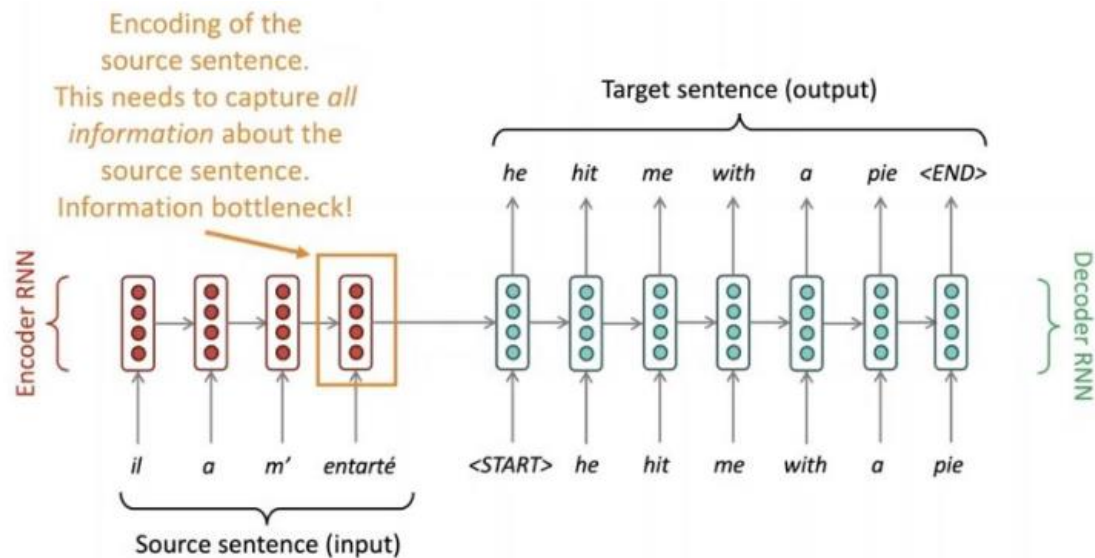 Encoding of the
source sentence.
This needs to capture all
information about the
source sentence.
Information bottleneck!
Target sentence (output)
he hit me with a pie <END>
Encoder RNN
Decoder RNN
il a m' entarté
<START> he hit me with a pie
Source sentence (input)